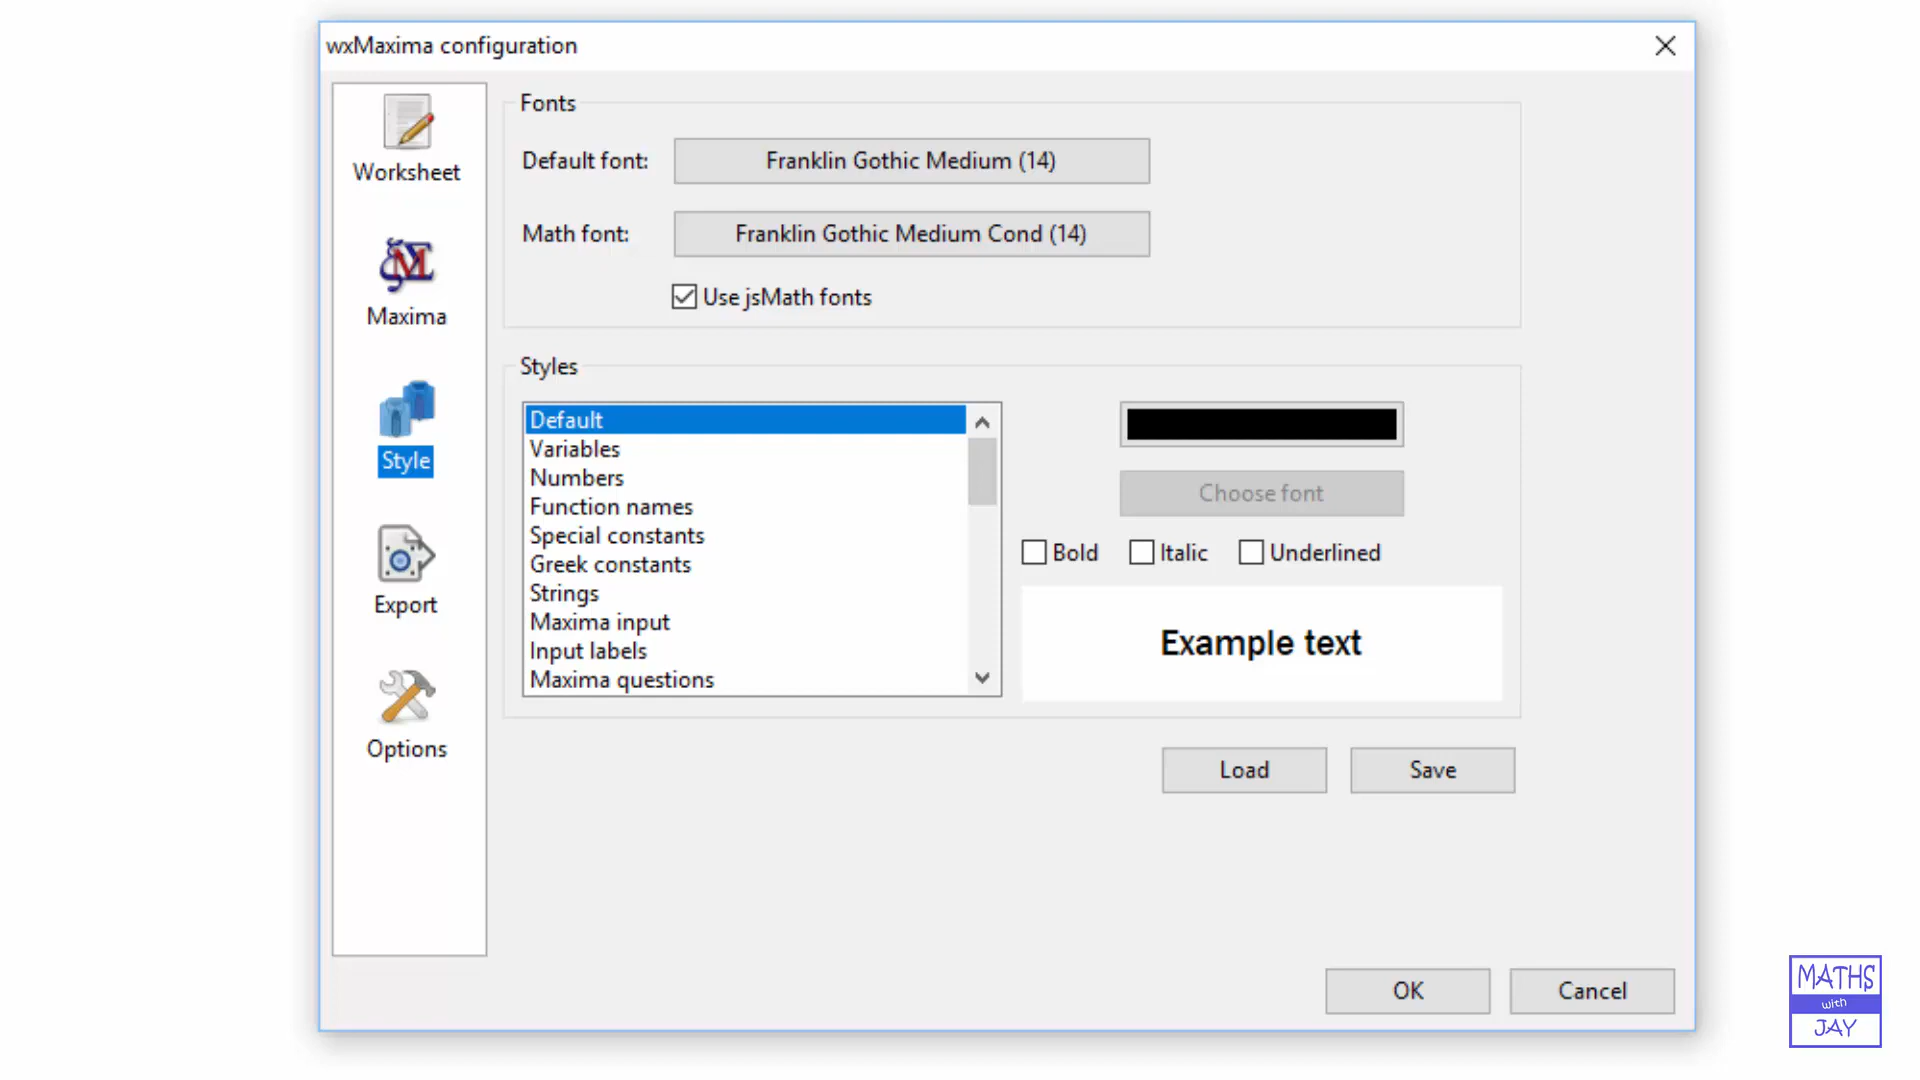 wxMaxima configuration
Worksheet
Maxima
Style
Export
Options
Fonts
Default font: Franklin Gothic Medium (14)
Math font: Franklin Gothic Medium Cond (14)
Use jsMath fonts
Styles
Default
Variables
Numbers
Function names
Special constants
Greek constants
Strings
Maxima input
Input labels
Maxima questions
Choose font
Bold Italic Underlined
Example text
Load Save
OK Cancel
MATHS
with
JAY